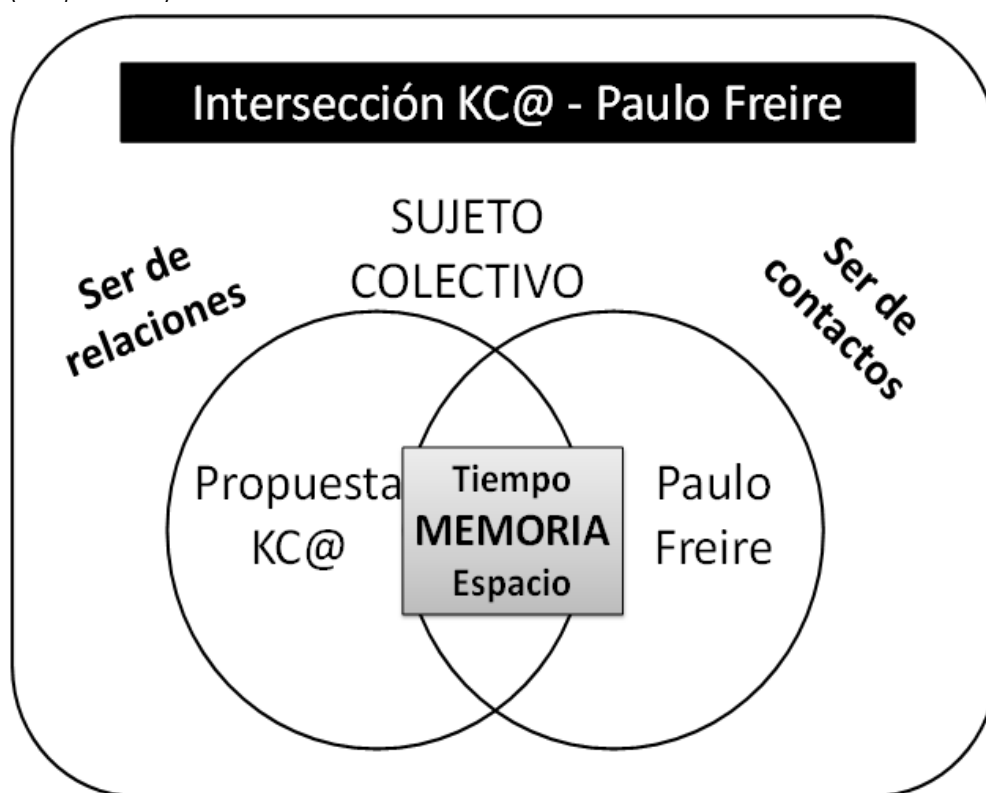 Intersección KC@ - Paulo Freire
SUJETO
COLECTIVO
Ser de
relaciones
Ser de
contactos
Propuesta
KC@
Tiempo
MEMORIA
Espacio
Paulo
Freire